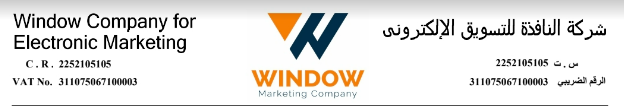 Window Company for
Electronic Marketing
C . R . 2252105105
VAT No. 311075067100003
WINDOW
Marketing Company
شركة النافذة للتسويق الإلكترونى
س . ت 2252105105
الرقم الضريبي 311075067100003